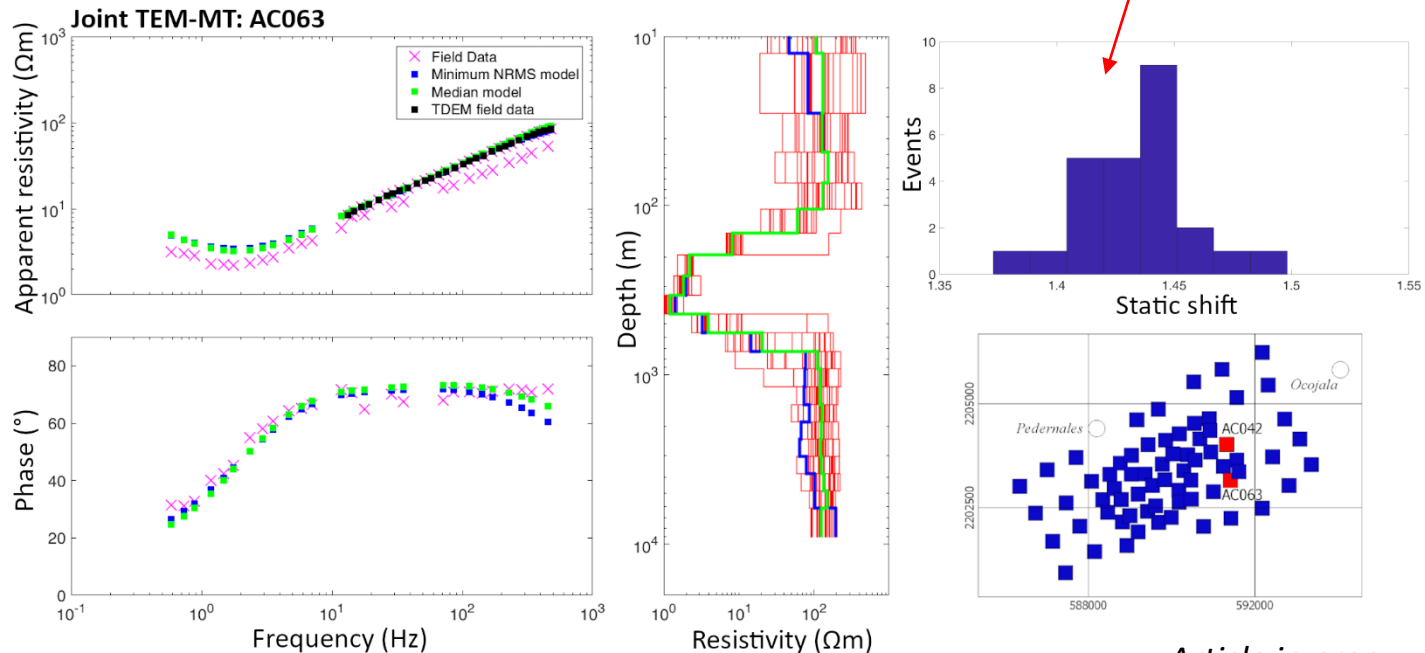 Joint TEM-MT: AC063
Apparent resistivity (Ωm)
10³
10²
10¹
10⁰
Field Data
Minimum NRMS model
Median model
TDEM field data
Phase (°)
80
60
40
20
0
10⁻¹
10⁰
10¹
10²
10³
Frequency (Hz)
Depth (m)
10¹
10²
10³
10⁴
10⁰
10¹
10²
Resistivity (Ωm)
Events
10
8
6
4
2
0
1.35
1.4
1.45
1.5
1.55
Static shift
2205000
2202500
Ocojala
Pedernales
AC042
AC063
588000
592000